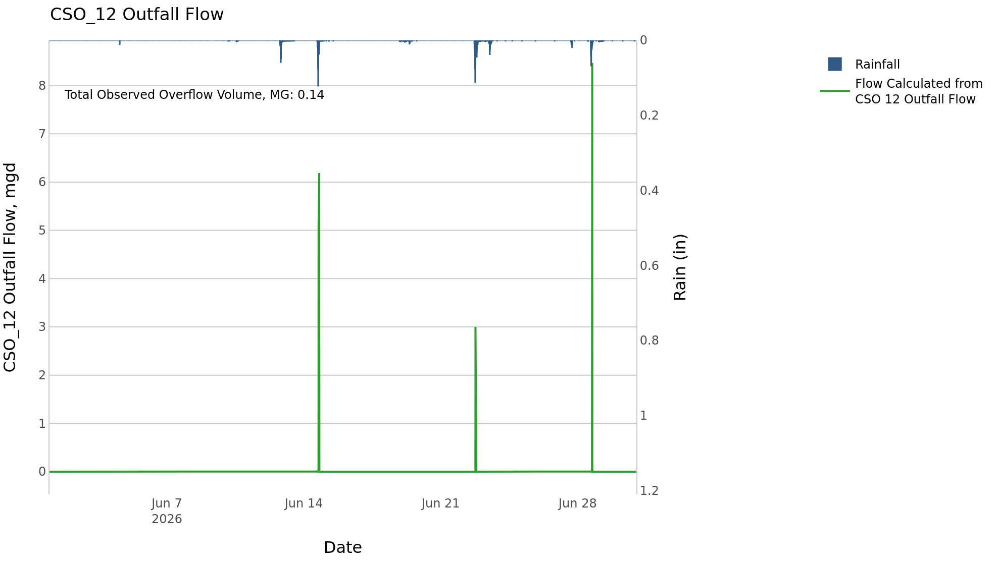 CSO_12 Outfall Flow
Rainfall
Flow Calculated from
CSO 12 Outfall Flow
Total Observed Overflow Volume, MG: 0.14
CSO_12 Outfall Flow, mgd
8
7
6
5
4
3
2
1
0
0
0.2
0.4
0.6
0.8
1
1.2
Rain (in)
Jun 7
2026
Jun 14
Jun 21
Jun 28
Date